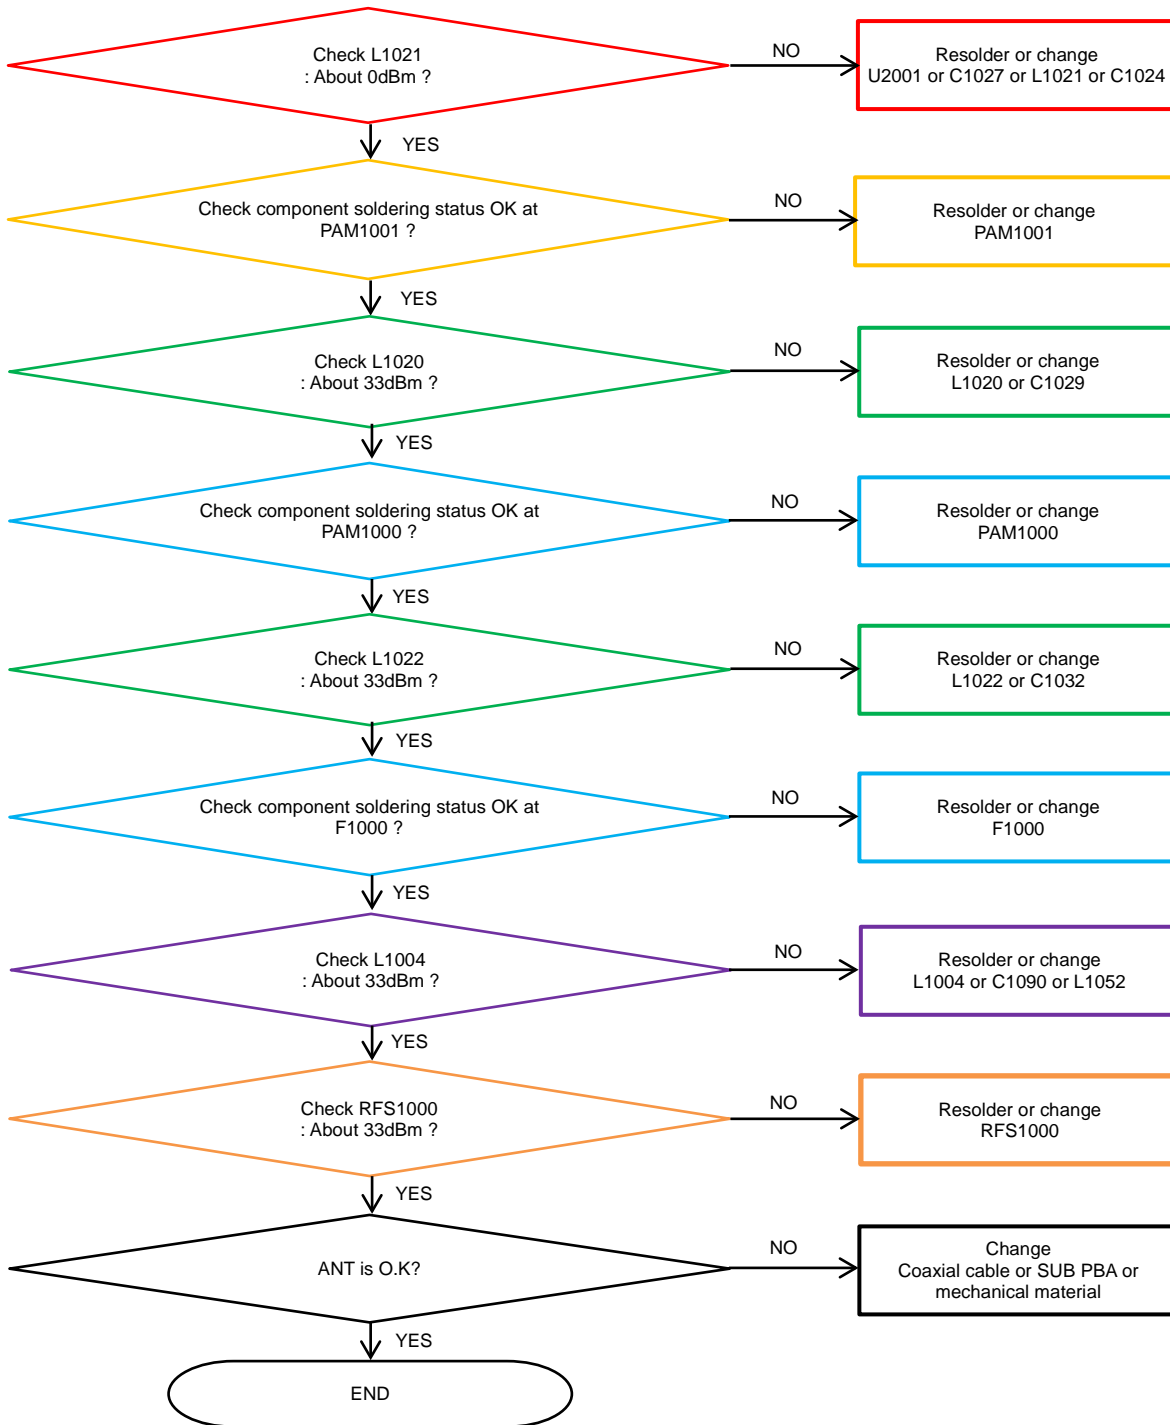 Check L1021
: About 0dBm ?
NO
Resolder or change
U2001 or C1027 or L1021 or C1024
YES
Check component soldering status OK at
PAM1001 ?
NO
Resolder or change
PAM1001
YES
Check L1020
: About 33dBm ?
NO
Resolder or change
L1020 or C1029
YES
Check component soldering status OK at
PAM1000 ?
NO
Resolder or change
PAM1000
YES
Check L1022
: About 33dBm ?
NO
Resolder or change
L1022 or C1032
YES
Check component soldering status OK at
F1000 ?
NO
Resolder or change
F1000
YES
Check L1004
: About 33dBm ?
NO
Resolder or change
L1004 or C1090 or L1052
YES
Check RFS1000
: About 33dBm ?
NO
Resolder or change
RFS1000
YES
ANT is O.K?
NO
Change
Coaxial cable or SUB PBA or
mechanical material
YES
END